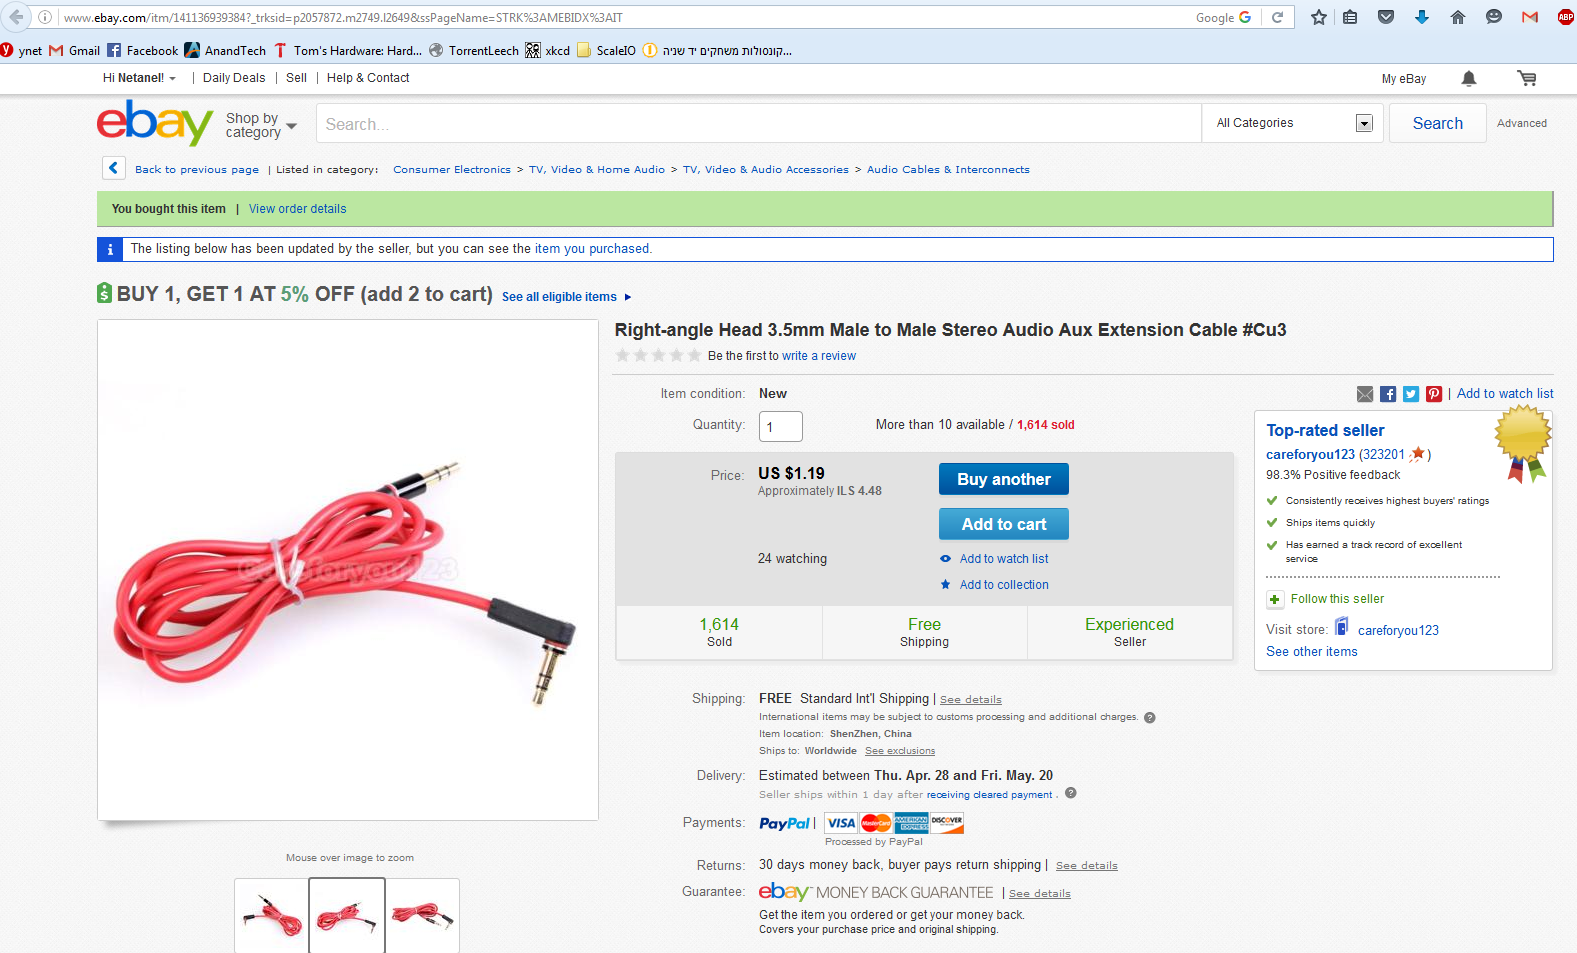 www.ebay.com/itm/141136939384?_trksid=p2057872.m2749.l2649&ssPageName=STRK%3AMEBIDX%3AIT
Google G
ABP
ynet Gmail Facebook AnandTech Tom's Hardware: Hard... TorrentLeech xkcd ScaleIO קונסולות משחקים יד שניה...
Hi Netanel! | Daily Deals | Sell | Help & Contact
My eBay
ebay
Shop by category
Search...
All Categories
Search
Advanced
Back to previous page | Listed in category: Consumer Electronics > TV, Video & Home Audio > TV, Video & Audio Accessories > Audio Cables & Interconnects
You bought this item | View order details
i The listing below has been updated by the seller, but you can see the item you purchased.
$ BUY 1, GET 1 AT 5% OFF (add 2 to cart) See all eligible items
careforyou123
Mouse over image to zoom
Right-angle Head 3.5mm Male to Male Stereo Audio Aux Extension Cable #Cu3
Be the first to write a review
Item condition: New
Quantity: 1 More than 10 available / 1,614 sold
Price: US $1.19
Approximately ILS 4.48
Buy another
Add to cart
24 watching
Add to watch list
Add to collection
1,614
Sold
Free
Shipping
Experienced
Seller
Shipping: FREE Standard Int'l Shipping | See details
International items may be subject to customs processing and additional charges. ?
Item location: ShenZhen, China
Ships to: Worldwide See exclusions
Delivery: Estimated between Thu. Apr. 28 and Fri. May. 20
Seller ships within 1 day after receiving cleared payment . ?
Payments: PayPal | VISA MasterCard AMERICAN EXPRESS DISCOVER
Processed by PayPal
Returns: 30 days money back, buyer pays return shipping | See details
Guarantee: ebay MONEY BACK GUARANTEE | See details
Get the item you ordered or get your money back.
Covers your purchase price and original shipping.
| Add to watch list
Top-rated seller
careforyou123 (323201 )
98.3% Positive feedback
Consistently receives highest buyers' ratings
Ships items quickly
Has earned a track record of excellent
service
Follow this seller
Visit store: careforyou123
See other items